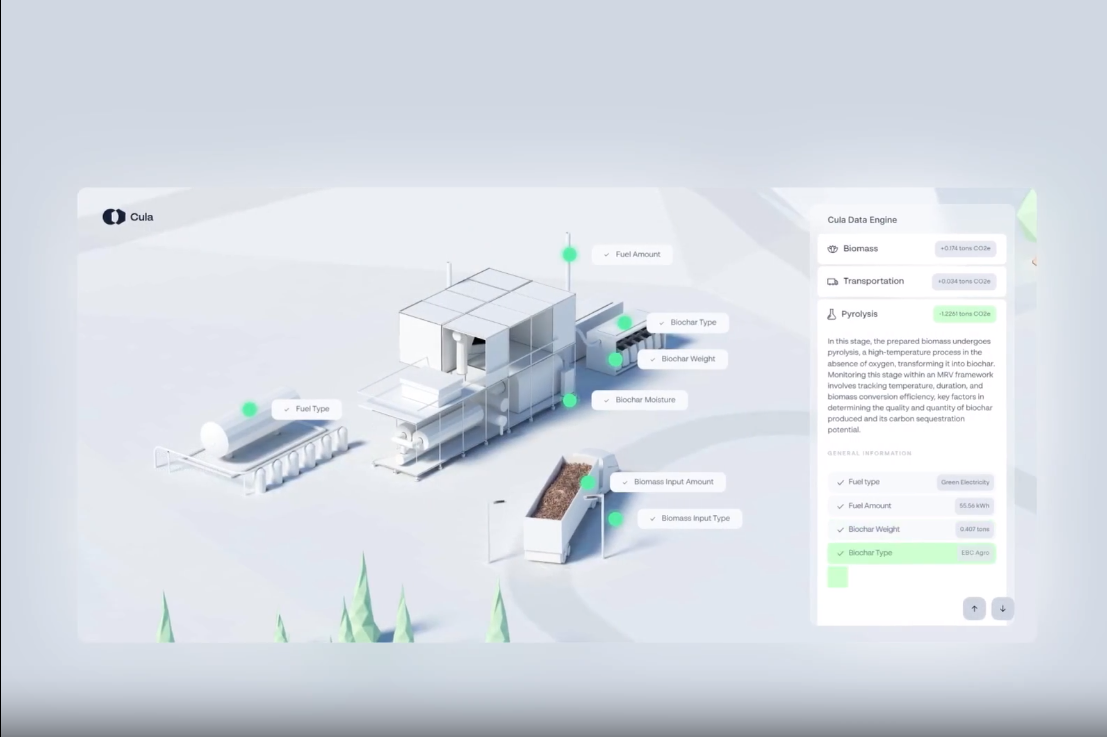 Cula
Fuel Amount
Biochar Type
Biochar Weight
Biochar Moisture
Fuel Type
Biomass Input Amount
Biomass Input Type
Cula Data Engine
Biomass +0.174 tons CO2e
Transportation +0.034 tons CO2e
Pyrolysis -1.2261 tons CO2e
In this stage, the prepared biomass undergoes
pyrolysis, a high-temperature process in the
absence of oxygen, transforming it into biochar.
Monitoring this stage within an MRV framework
involves tracking temperature, duration, and
biomass conversion efficiency, key factors in
determining the quality and quantity of biochar
produced and its carbon sequestration
potential.
GENERAL INFORMATION
Fuel type Green Electricity
Fuel Amount 55.56 kWh
Biochar Weight 0.407 tons
Biochar Type EBC Agro